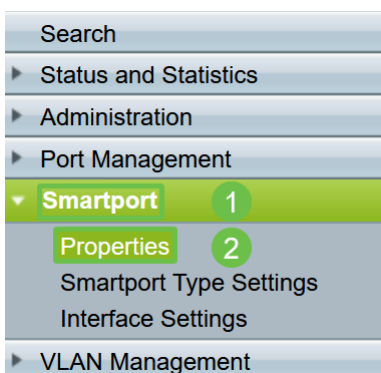 Search
Status and Statistics
Administration
Port Management
Smartport 1
Properties 2
Smartport Type Settings
Interface Settings
VLAN Management